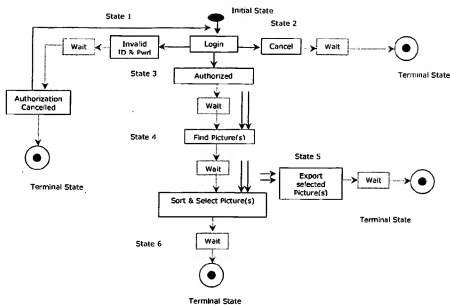 State 1
Initial State
State 2
Wait
Invalid
ID & Pwd
Login
Cancel
Wait
State 3
Authorized
Terminal State
Wait
Authorization
Cancelled
State 4
Find Picture(s)
Wait
State 5
Export
selected
Picture(s)
Wait
Terminal State
Sort & Select Picture(s)
Terminal State
State 6
Wait
Terminal State